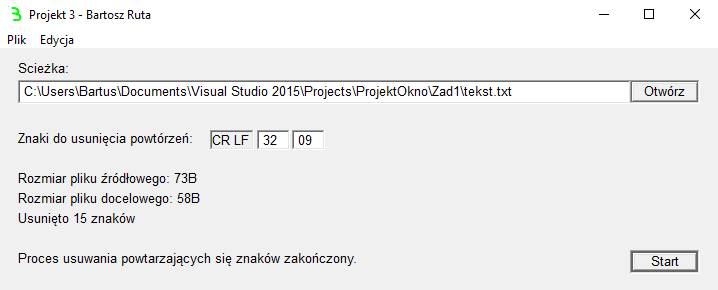 Projekt 3 - Bartosz Ruta
Plik Edycja
Scieżka:
C:\Users\Bartus\Documents\Visual Studio 2015\Projects\ProjektOkno\Zad1\tekst.txt Otwórz
Znaki do usunięcia powtórzeń: CR LF 32 09
Rozmiar pliku źródłowego: 73B
Rozmiar pliku docelowego: 58B
Usunięto 15 znaków
Proces usuwania powtarzających się znaków zakończony. Start